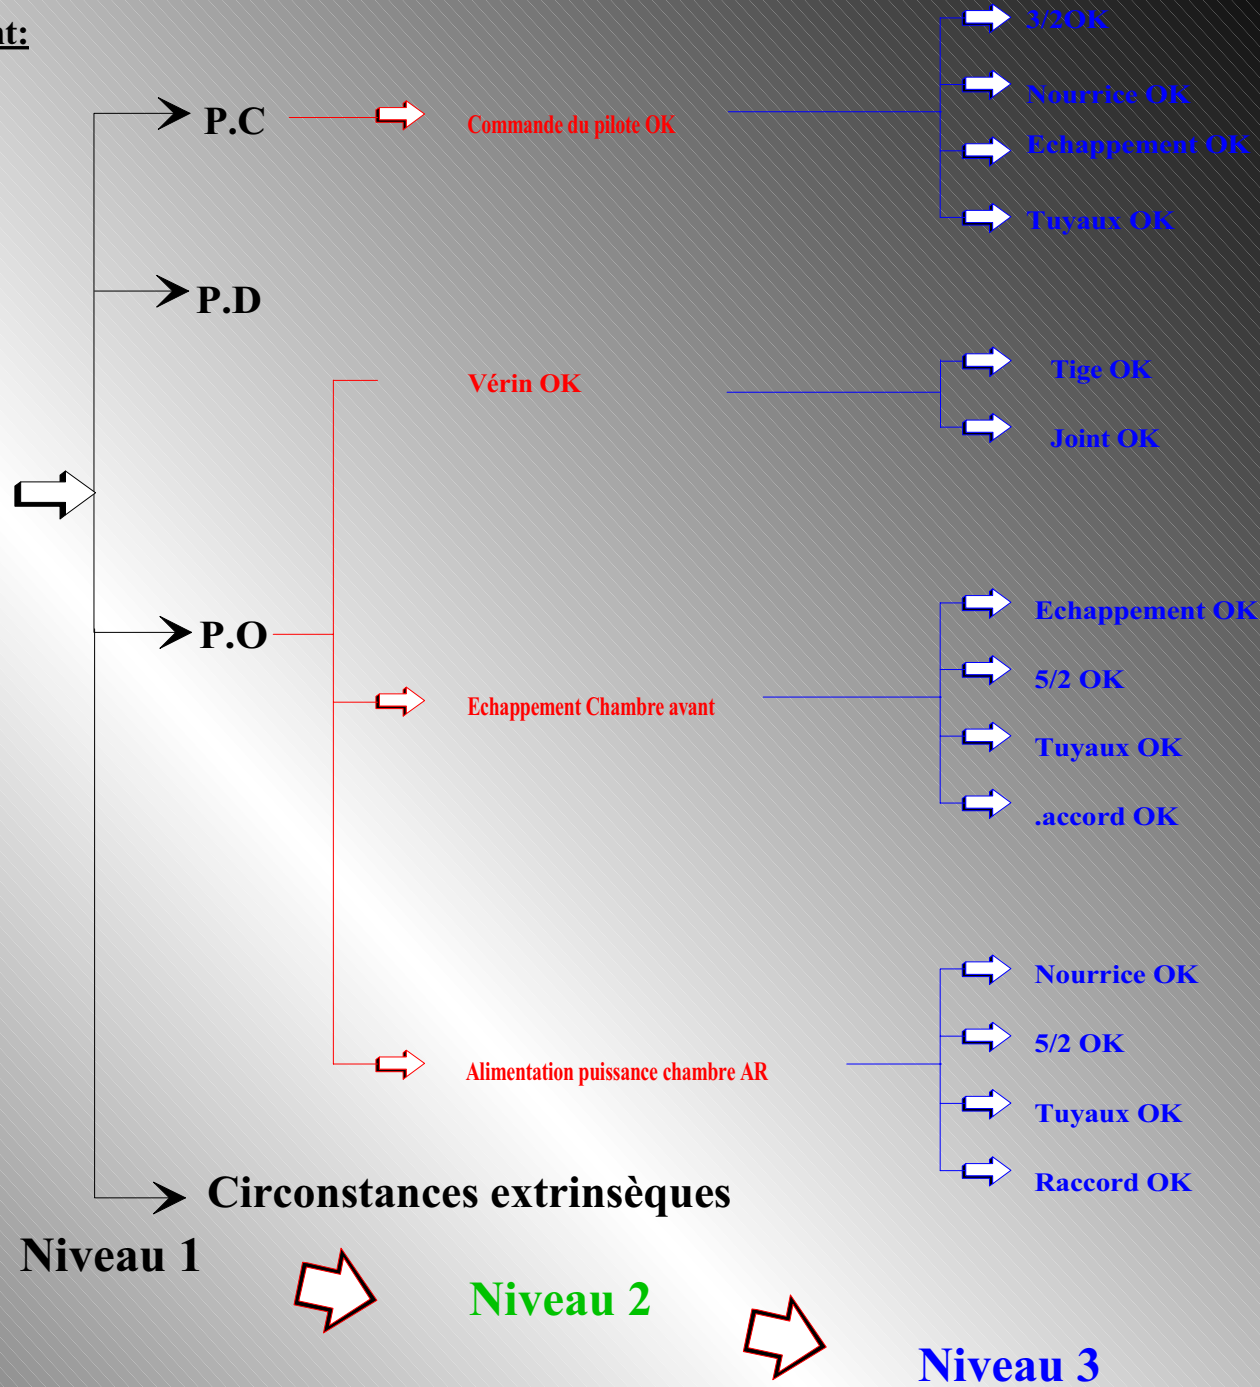 nt:
3/2OK
Nourrice OK
P.C
Commande du pilote OK
Echappement OK
Tuyaux OK
P.D
Vérin OK
Tige OK
Joint OK
Echappement OK
P.O
5/2 OK
Echappement Chambre avant
Tuyaux OK
.accord OK
Nourrice OK
5/2 OK
Alimentation puissance chambre AR
Tuyaux OK
Raccord OK
Circonstances extrinsèques
Niveau 1
Niveau 2
Niveau 3